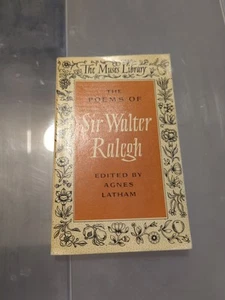 The Muses Library
THE
POEMS OF
Sir Walter
Ralegh
EDITED BY
AGNES
LATHAM